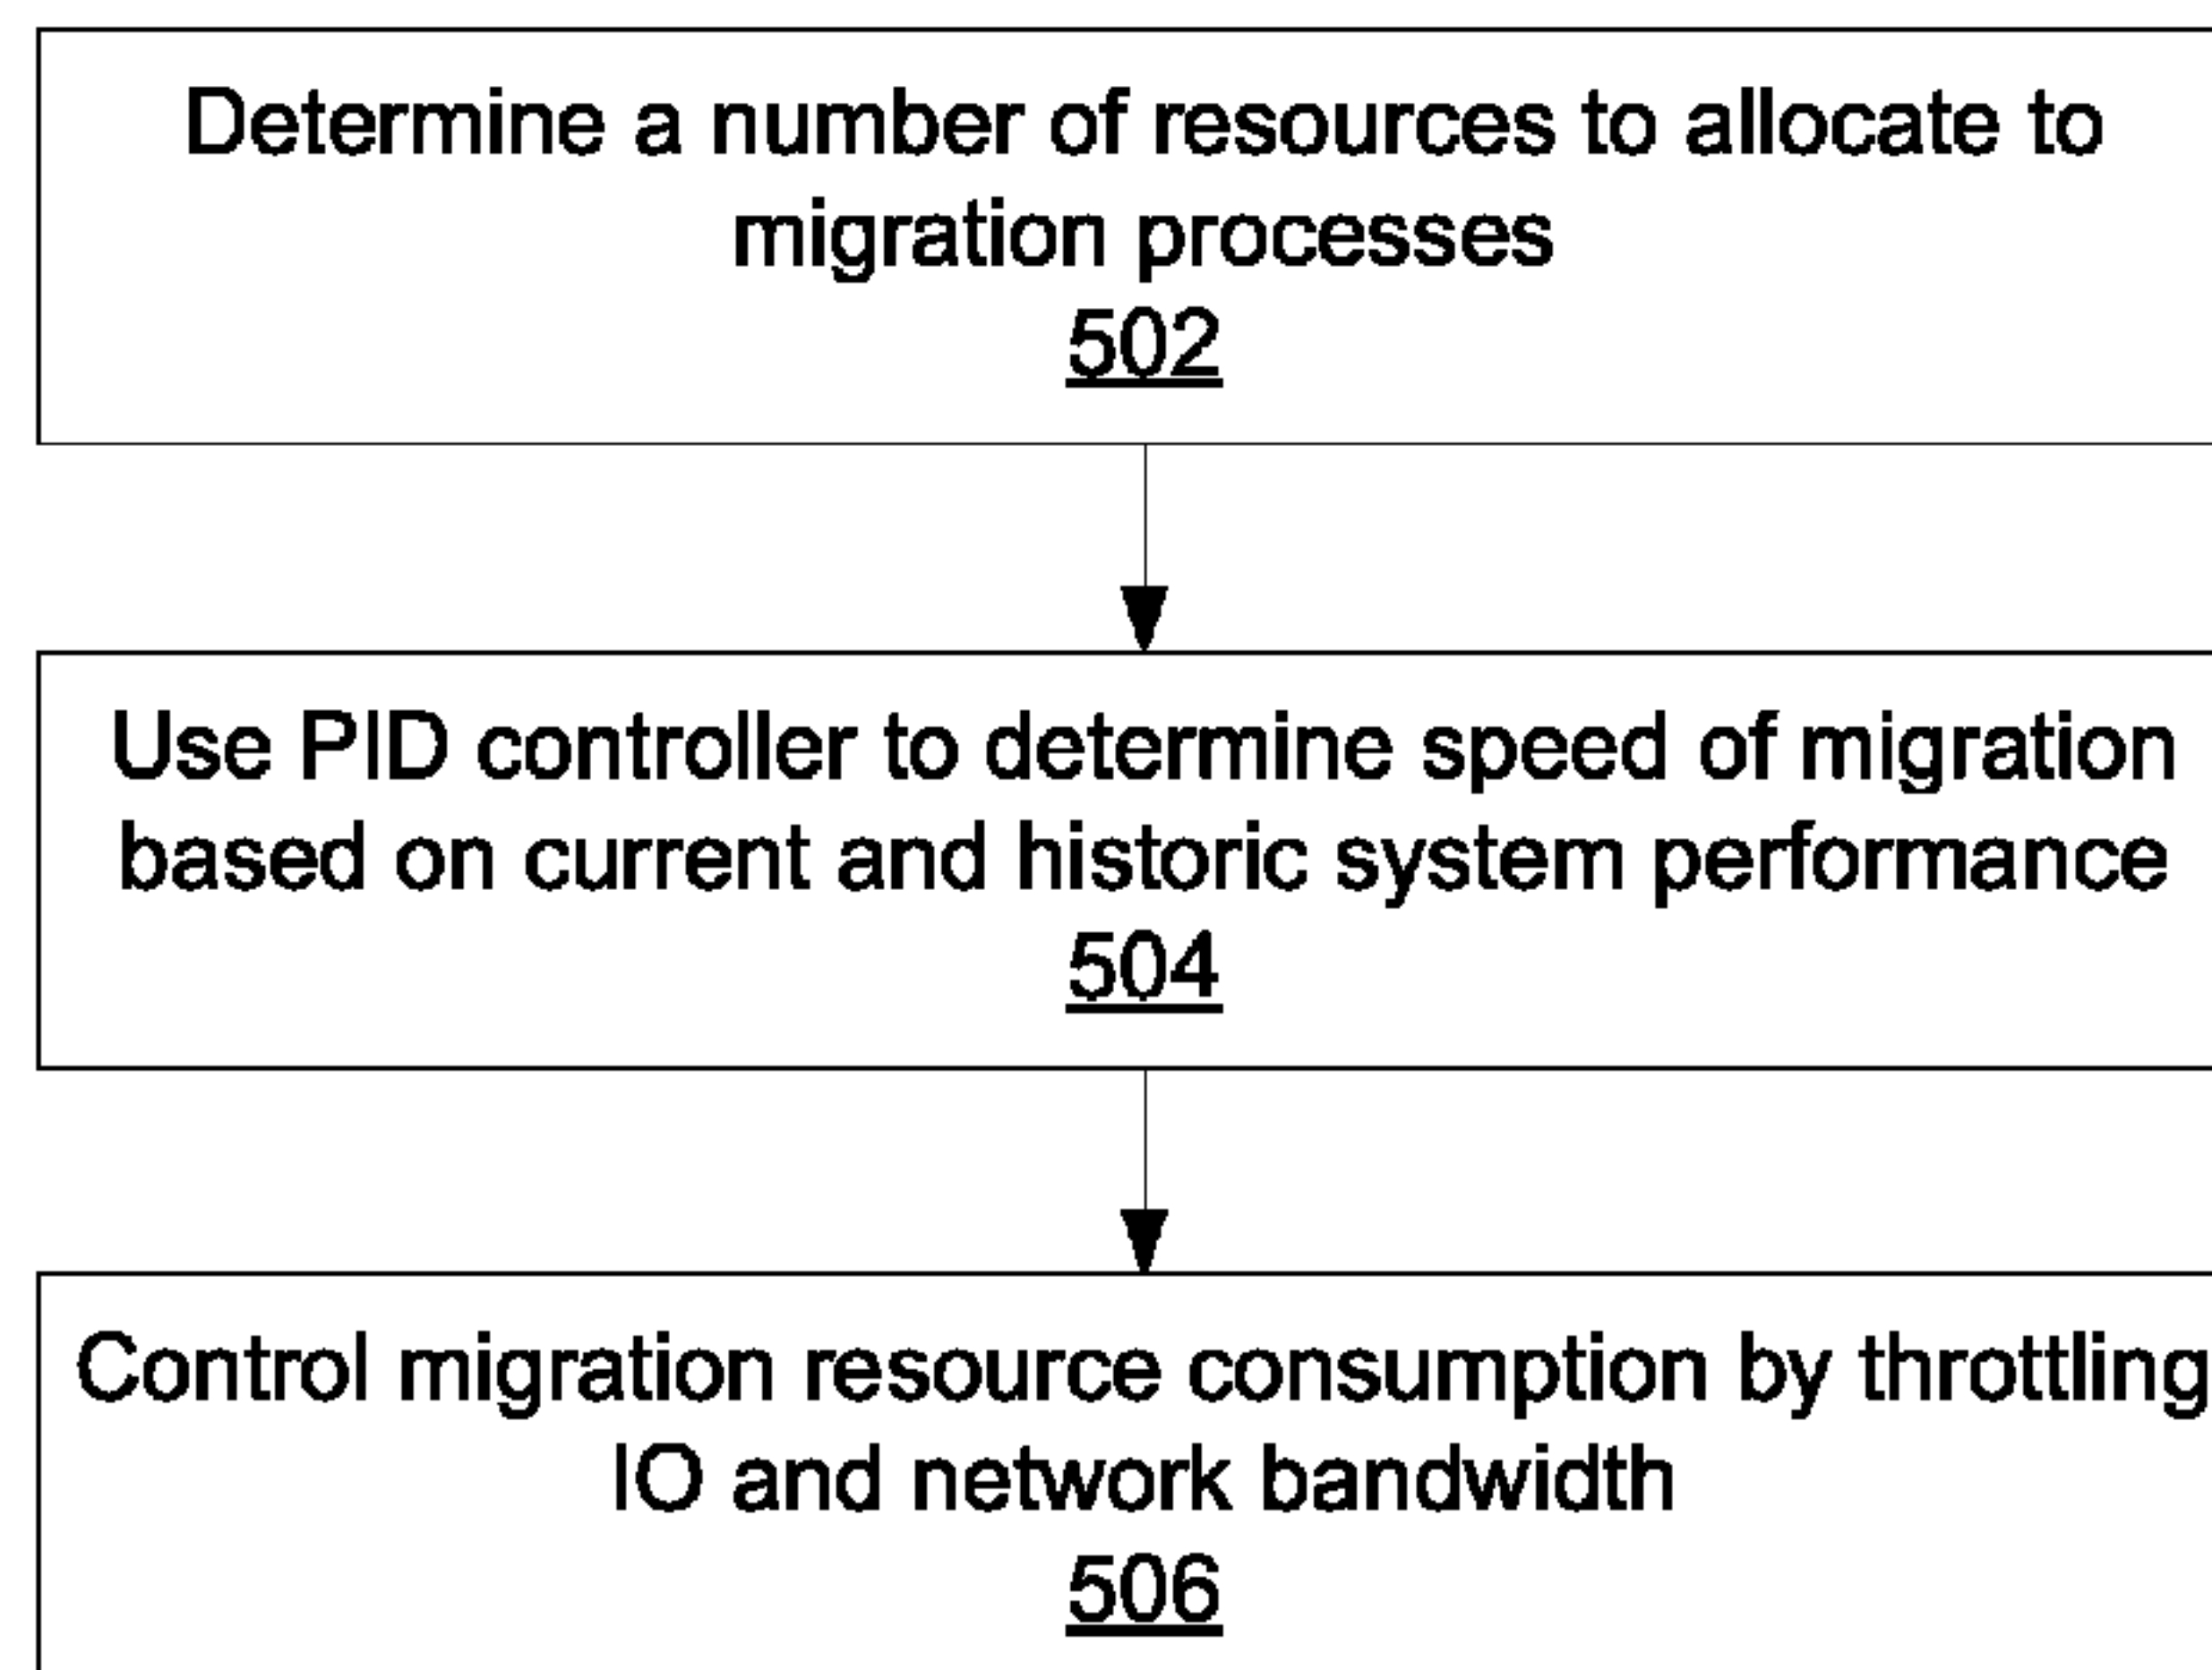 Determine a number of resources to allocate to
migration processes
502
Use PID controller to determine speed of migration
based on current and historic system performance
504
Control migration resource consumption by throttling
IO and network bandwidth
506